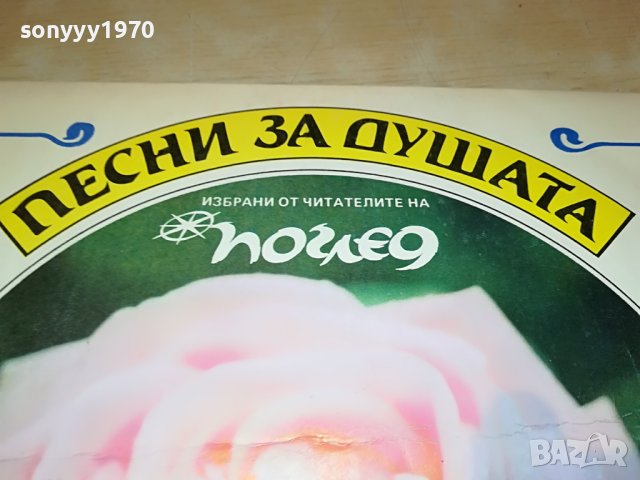 sonyyy1970
ПЕСНИ ЗА ДУШАТА
ИЗБРАНИ ОТ ЧИТАТЕЛИТЕ НА
поглед
BAZAR